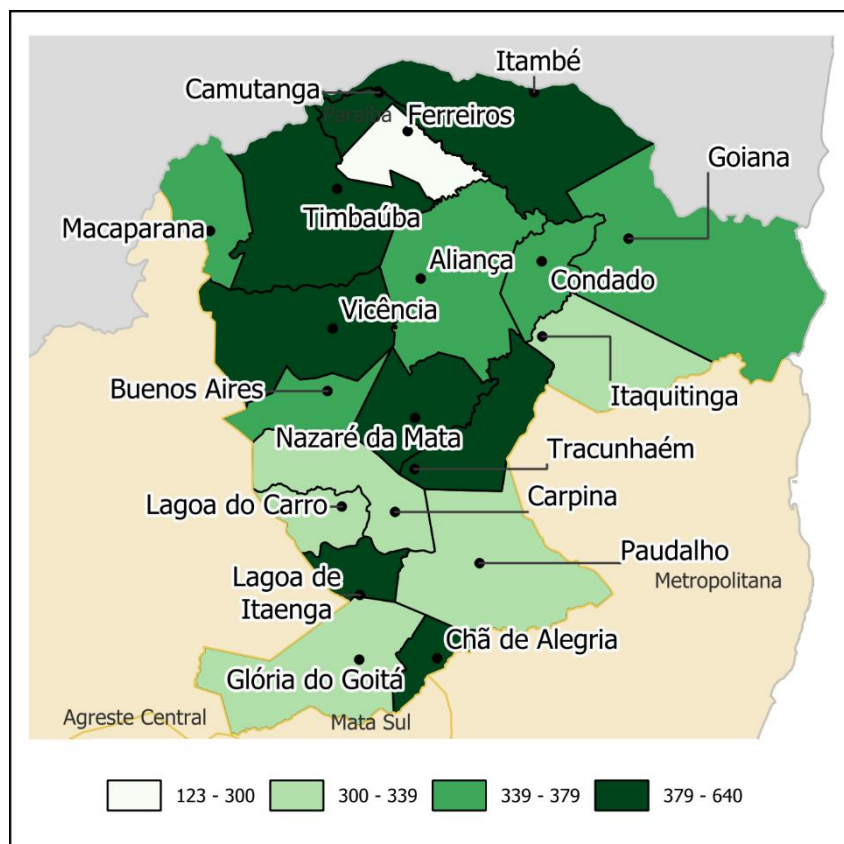 Itambé
Camutanga
Paraíba
Ferreiros
Goiana
Timbaúba
Macaparana
Aliança
Condado
Vicência
Buenos Aires
Itaquitinga
Nazaré da Mata
Tracunhaém
Lagoa do Carro
Carpina
Paudalho
Metropolitana
Lagoa de
Itaenga
Chã de Alegria
Glória do Goitá
Agreste Central
Mata Sul
123 - 300
300 - 339
339 - 379
379 - 640